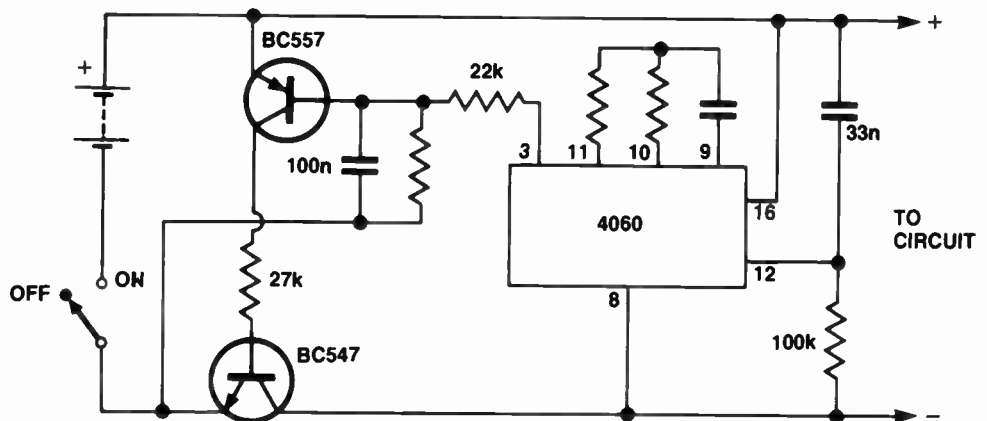 BC557
+
+
22k
33n
100n
3
11
10
9
16
4060
12
TO
CIRCUIT
ON
OFF
27k
8
100k
BC547
−